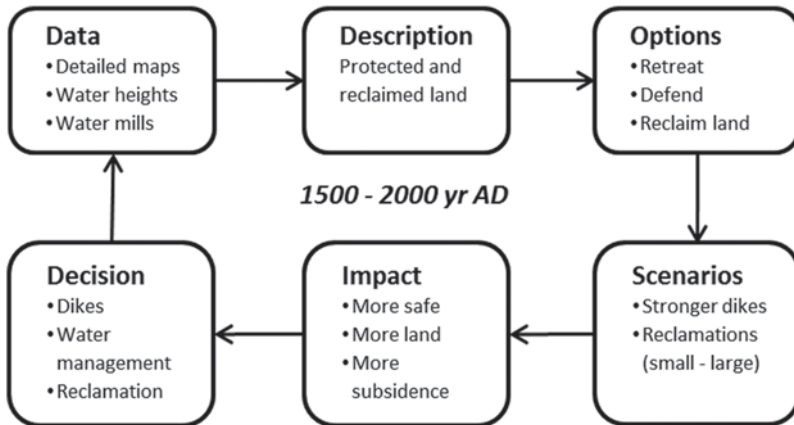 Data
• Detailed maps
• Water heights
• Water mills
Description
Protected and
reclaimed land
Options
• Retreat
• Defend
• Reclaim land
1500 - 2000 yr AD
Decision
• Dikes
• Water
management
• Reclamation
Impact
• More safe
• More land
• More
subsidence
Scenarios
• Stronger dikes
• Reclamations
(small - large)